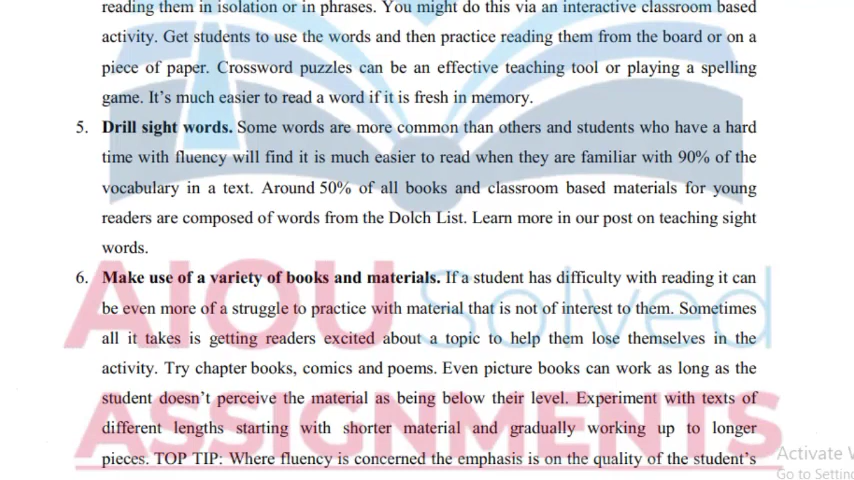 reading them in isolation or in phrases. You might do this via an interactive classroom based
activity. Get students to use the words and then practice reading them from the board or on a
piece of paper. Crossword puzzles can be an effective teaching tool or playing a spelling
game. It's much easier to read a word if it is fresh in memory.
5. Drill sight words. Some words are more common than others and students who have a hard
time with fluency will find it is much easier to read when they are familiar with 90% of the
vocabulary in a text. Around 50% of all books and classroom based materials for young
readers are composed of words from the Dolch List. Learn more in our post on teaching sight
words.
6. Make use of a variety of books and materials. If a student has difficulty with reading it can
be even more of a struggle to practice with material that is not of interest to them. Sometimes
all it takes is getting readers excited about a topic to help them lose themselves in the
activity. Try chapter books, comics and poems. Even picture books can work as long as the
student doesn't perceive the material as being below their level. Experiment with texts of
different lengths starting with shorter material and gradually working up to longer
pieces. TOP TIP: Where fluency is concerned the emphasis is on the quality of the student's
AIOU Solved
ASSIGNMENTS
Activate
Go to